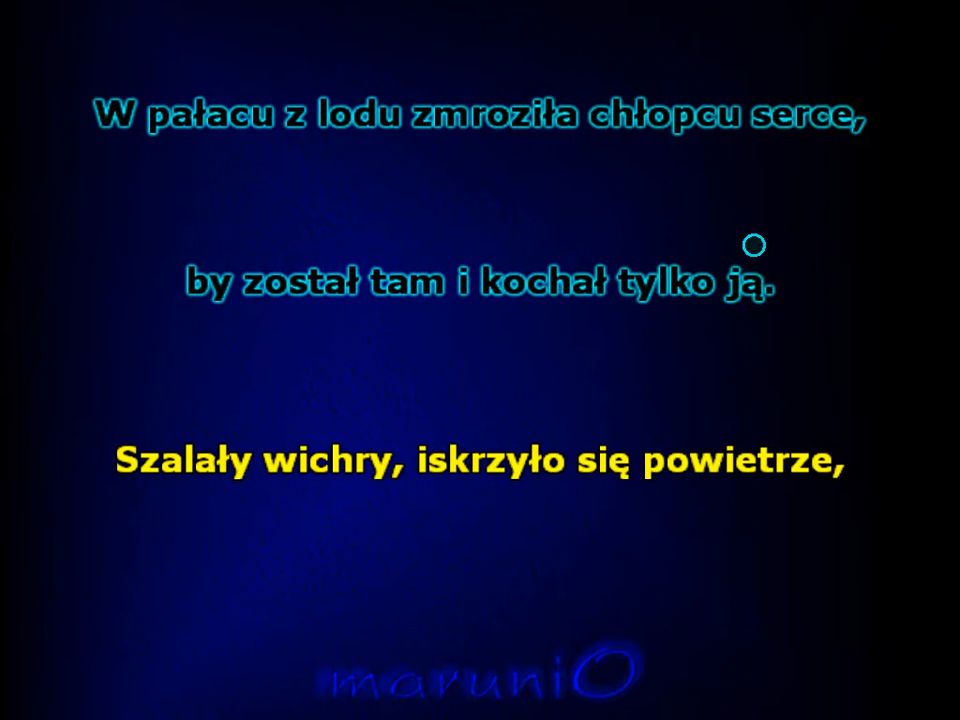 W pałacu z lodu zmroziła chłopcu serce,
by został tam i kochał tylko ją.
Szalały wichry, iskrzyło się powietrze,
maruniO